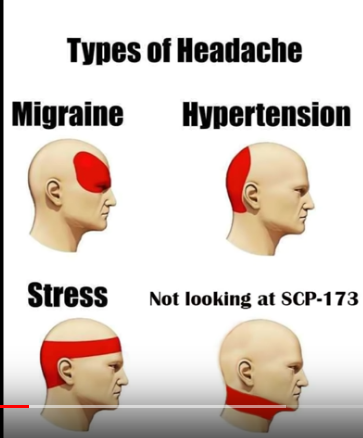 Types of Headache
Migraine
Hypertension
Stress
Not looking at SCP-173